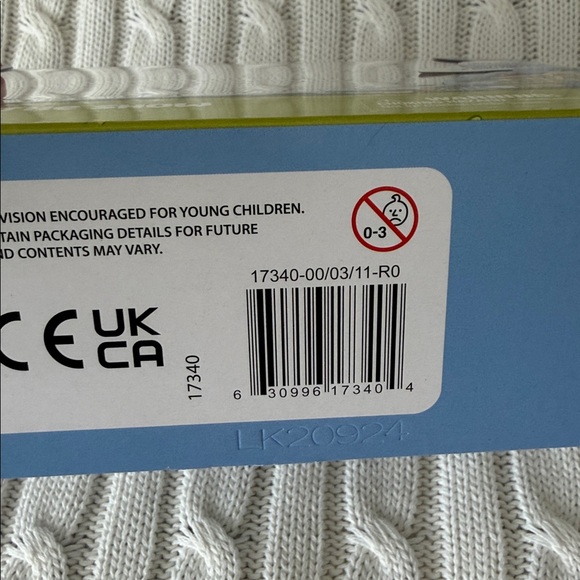 VISION ENCOURAGED FOR YOUNG CHILDREN.
TAIN PACKAGING DETAILS FOR FUTURE
ND CONTENTS MAY VARY.
0-3
17340-00/03/11-R0
CE UK
CA
17340
6 30996 17340 4
LK20924